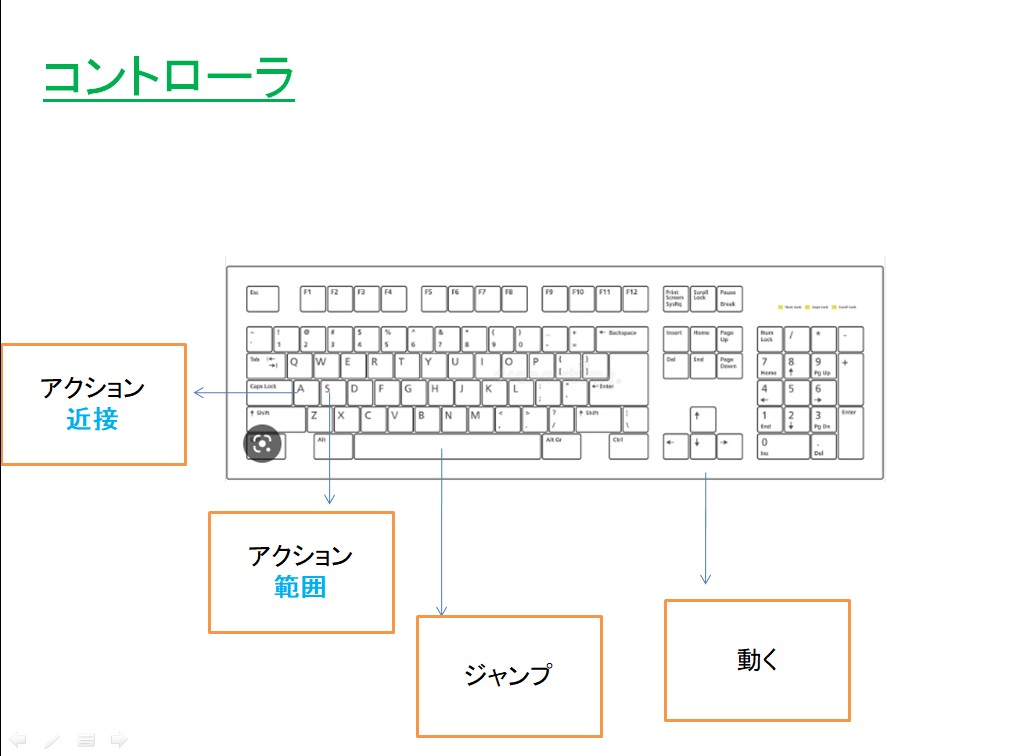 コントローラ
Esc F1 F2 F3 F4 F5 F6 F7 F8 F9 F10 F11 F12 Print Screen SysRq Scroll Lock Pause Break
Num Lock Caps Lock Scroll Lock
~ ! 1 @ 2 # 3 $ 4 % 5 ^ 6 & 7 * 8 ( 9 ) 0 _ - + = Backspace Insert Home Page Up Num Lock / * -
Tab Q W E R T Y U I O P { [ } ] Del End Page Down 7 Home 8 9 Pg Up +
Caps Lock A S D F G H J K L : ; " Enter 4 5 6
Shift Z X C V B N M < , > . ? / Shift | \ 1 End 2 3 Pg Dn Enter
Alt Alt Gr Ctrl 0 Ins . Del
アクション
近接
アクション
範囲
ジャンプ
動く